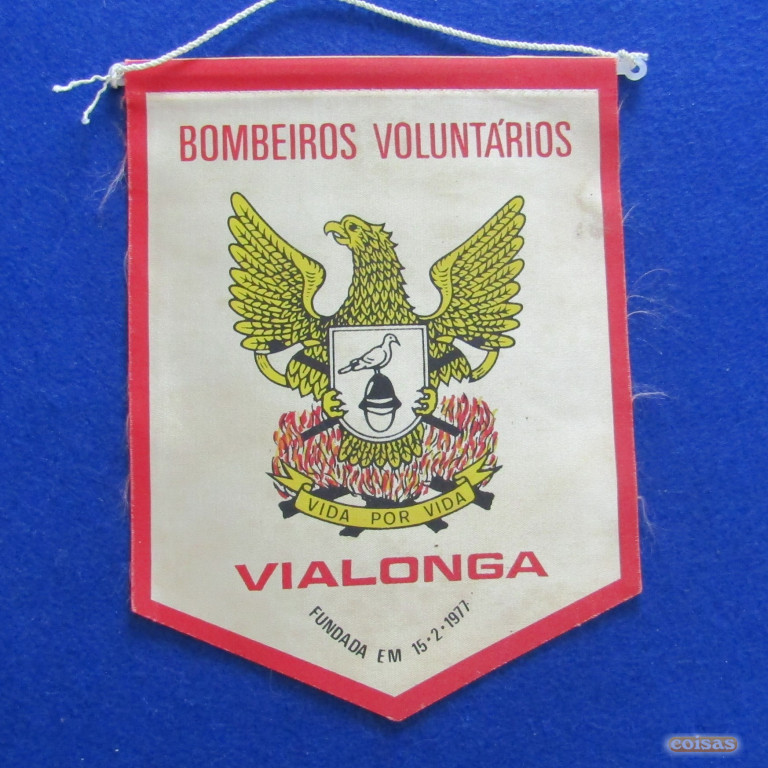 BOMBEIROS VOLUNTÁRIOS
VIDA POR VIDA
VIALONGA
FUNDADA EM 15•2•1977
coisas